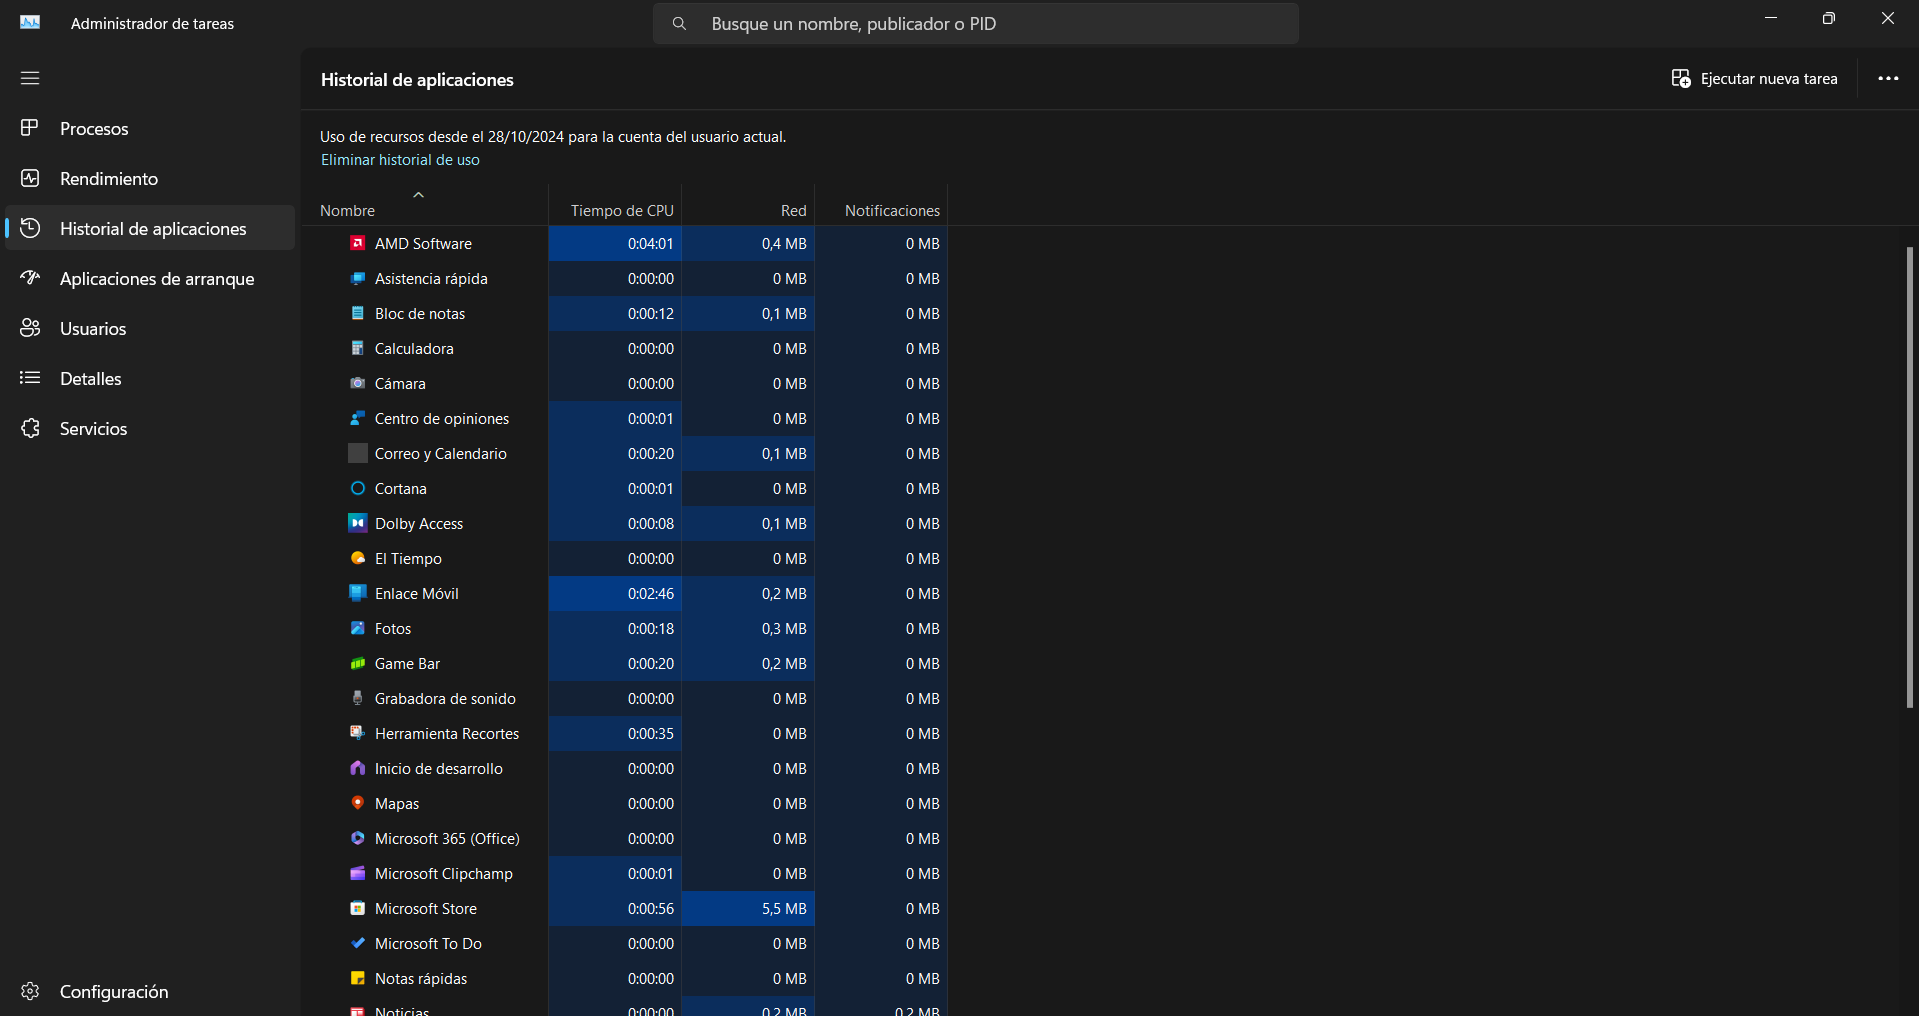 Administrador de tareas
Busque un nombre, publicador o PID
Historial de aplicaciones
Ejecutar nueva tarea
Procesos
Rendimiento
Historial de aplicaciones
Aplicaciones de arranque
Usuarios
Detalles
Servicios
Configuración
Uso de recursos desde el 28/10/2024 para la cuenta del usuario actual.
Eliminar historial de uso
Nombre Tiempo de CPU Red Notificaciones
AMD Software 0:04:01 0,4 MB 0 MB
Asistencia rápida 0:00:00 0 MB 0 MB
Bloc de notas 0:00:12 0,1 MB 0 MB
Calculadora 0:00:00 0 MB 0 MB
Cámara 0:00:00 0 MB 0 MB
Centro de opiniones 0:00:01 0 MB 0 MB
Correo y Calendario 0:00:20 0,1 MB 0 MB
Cortana 0:00:01 0 MB 0 MB
Dolby Access 0:00:08 0,1 MB 0 MB
El Tiempo 0:00:00 0 MB 0 MB
Enlace Móvil 0:02:46 0,2 MB 0 MB
Fotos 0:00:18 0,3 MB 0 MB
Game Bar 0:00:20 0,2 MB 0 MB
Grabadora de sonido 0:00:00 0 MB 0 MB
Herramienta Recortes 0:00:35 0 MB 0 MB
Inicio de desarrollo 0:00:00 0 MB 0 MB
Mapas 0:00:00 0 MB 0 MB
Microsoft 365 (Office) 0:00:00 0 MB 0 MB
Microsoft Clipchamp 0:00:01 0 MB 0 MB
Microsoft Store 0:00:56 5,5 MB 0 MB
Microsoft To Do 0:00:00 0 MB 0 MB
Notas rápidas 0:00:00 0 MB 0 MB
Noticias 0:00:00 0,2 MB 0,2 MB